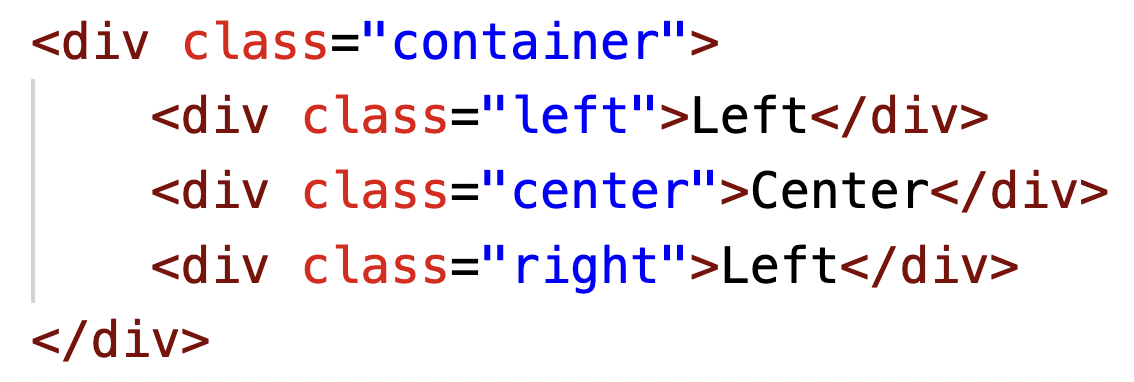 <div class="container">
    <div class="left">Left</div>
    <div class="center">Center</div>
    <div class="right">Left</div>
</div>